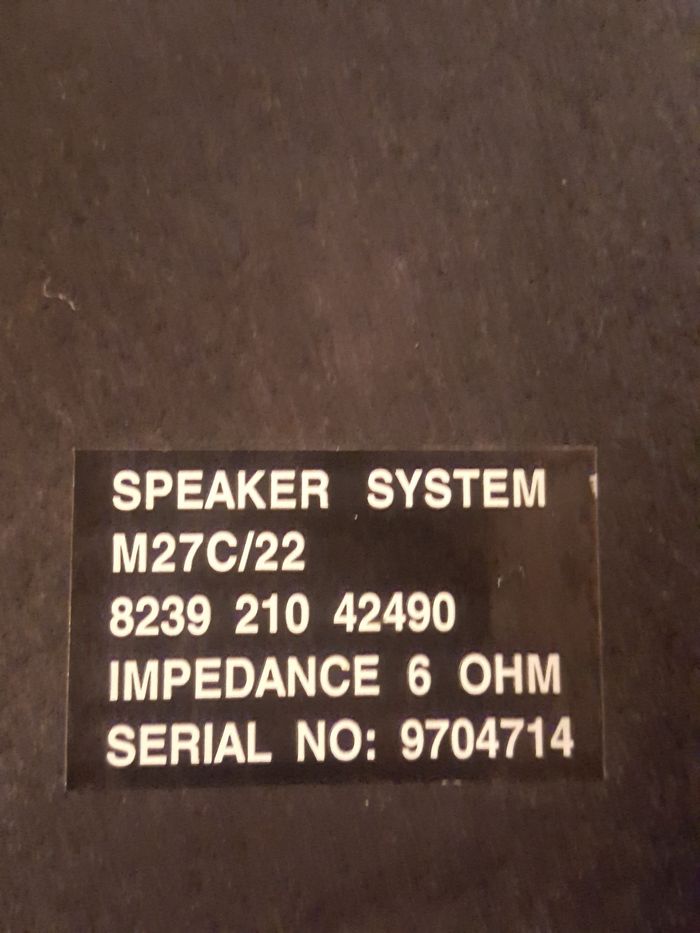 SPEAKER SYSTEM
M27C/22
8239 210 42490
IMPEDANCE 6 OHM
SERIAL NO: 9704714